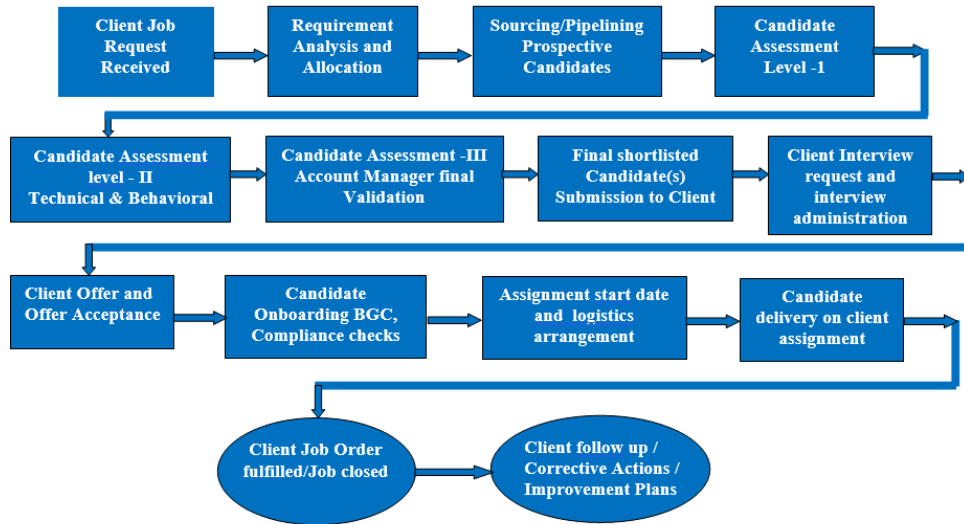 Client Job
Request
Received
Requirement
Analysis and
Allocation
Sourcing/Pipelining
Prospective
Candidates
Candidate
Assessment
Level -1
Candidate Assessment
level - II
Technical & Behavioral
Candidate Assessment -III
Account Manager final
Validation
Final shortlisted
Candidate(s)
Submission to Client
Client Interview
request and
interview
administration
Client Offer and
Offer Acceptance
Candidate
Onboarding BGC,
Compliance checks
Assignment start date
and logistics
arrangement
Candidate
delivery on client
assignment
Client Job Order
fulfilled/Job closed
Client follow up /
Corrective Actions /
Improvement Plans